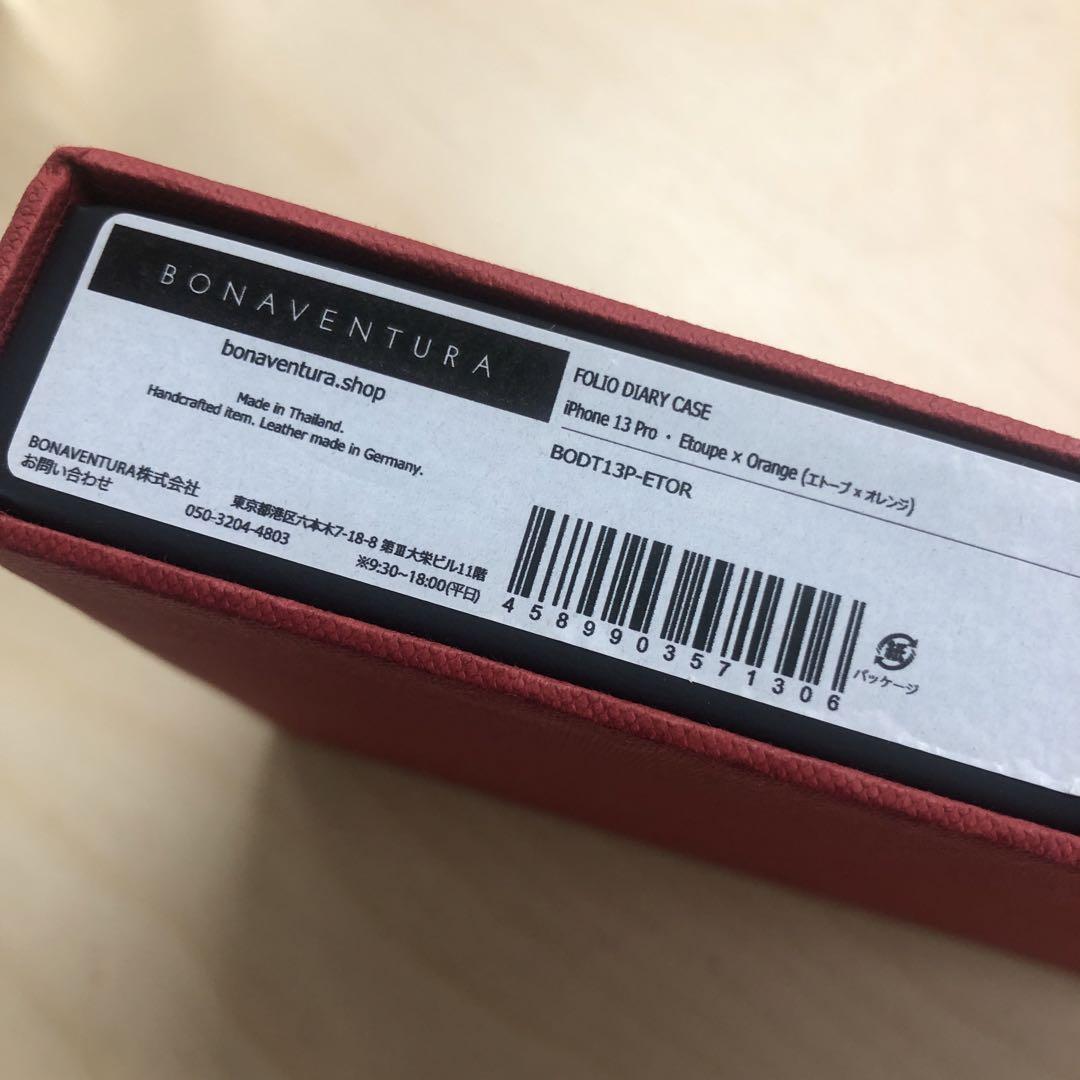 BONAVENTURA
bonaventura.shop
Made in Thailand.
Handcrafted item. Leather made in Germany.
BONAVENTURA株式会社
東京都港区六本木7-18-8 第Ⅲ大栄ビル11階
お問い合わせ
050-3204-4803
※9:30~18:00(平日)
FOLIO DIARY CASE
iPhone 13 Pro・Etoupe × Orange (エトープ x オレンジ)
BODT13P-ETOR
4589903571306
紙
パッケージ